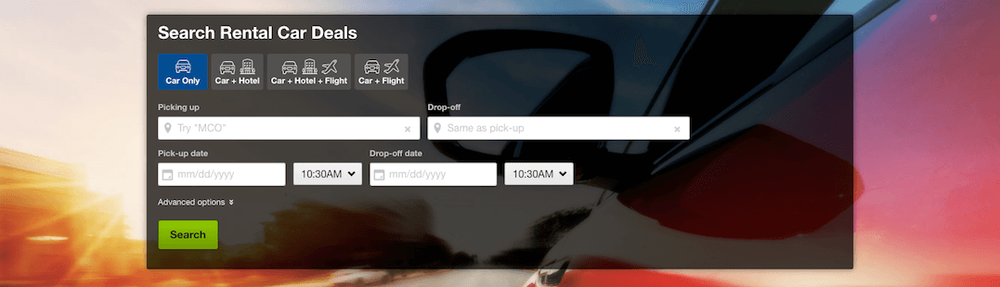 Search Rental Car Deals
Car Only Car + Hotel Car + Hotel + Flight Car + Flight
Picking up Drop-off
Try "MCO" × Same as pick-up ×
Pick-up date Drop-off date
mm/dd/yyyy 10:30AM mm/dd/yyyy 10:30AM
Advanced options
Search